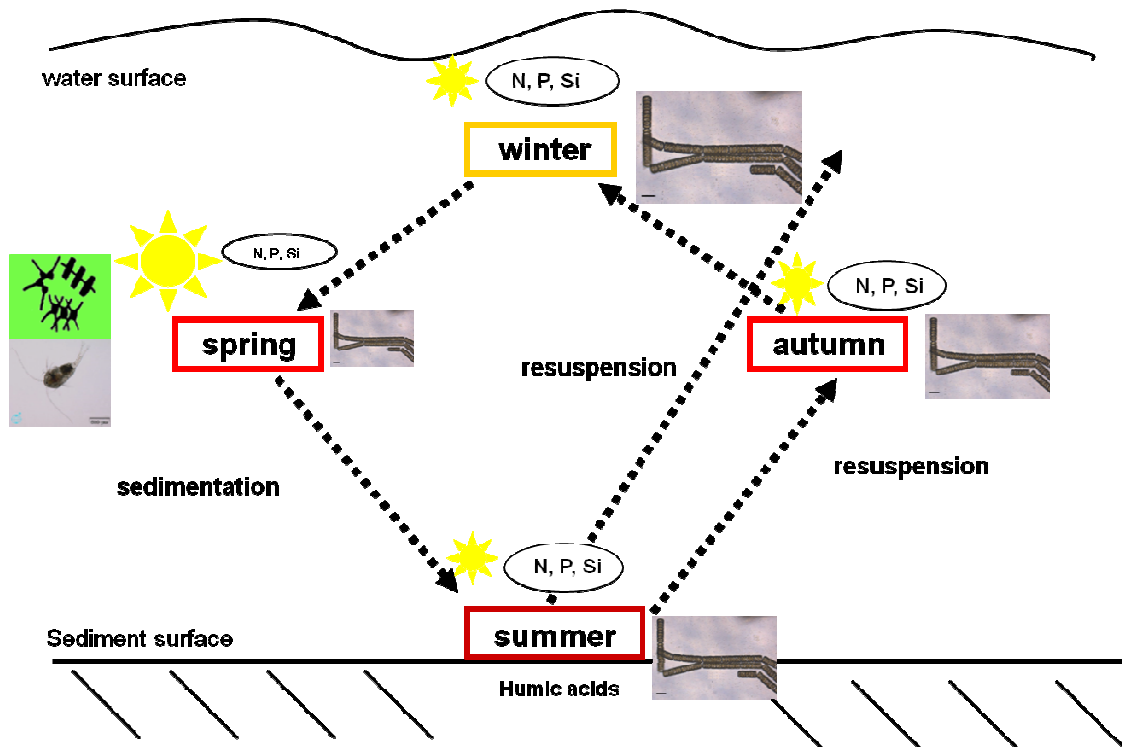 water surface
N, P, Si
winter
N, P, Si
spring
N, P, Si
autumn
resuspension
resuspension
sedimentation
N, P, Si
summer
Sediment surface
Humic acids